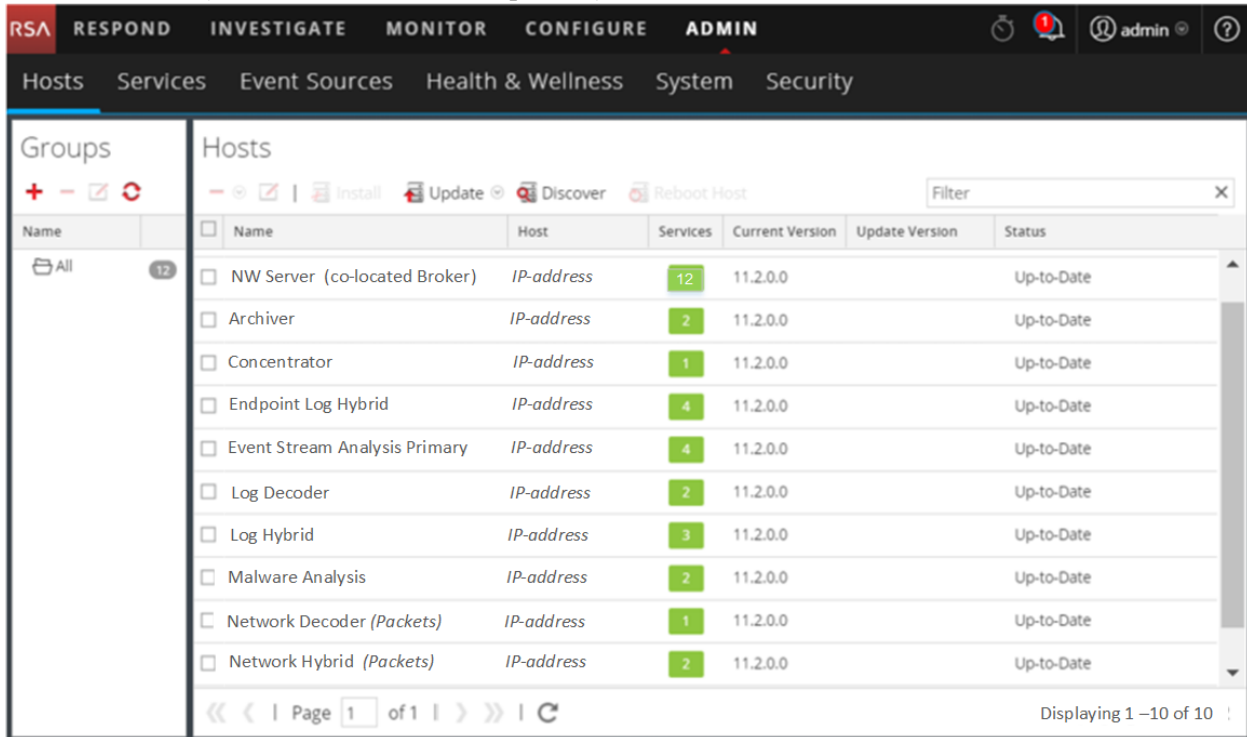 RSA RESPOND INVESTIGATE MONITOR CONFIGURE ADMIN 1 admin ?
Hosts Services Event Sources Health & Wellness System Security
Groups Hosts
Install Update Discover Reboot Host Filter
Name Name Host Services Current Version Update Version Status
All 12 NW Server (co-located Broker) IP-address 12 11.2.0.0 Up-to-Date
Archiver IP-address 2 11.2.0.0 Up-to-Date
Concentrator IP-address 1 11.2.0.0 Up-to-Date
Endpoint Log Hybrid IP-address 4 11.2.0.0 Up-to-Date
Event Stream Analysis Primary IP-address 4 11.2.0.0 Up-to-Date
Log Decoder IP-address 2 11.2.0.0 Up-to-Date
Log Hybrid IP-address 3 11.2.0.0 Up-to-Date
Malware Analysis IP-address 2 11.2.0.0 Up-to-Date
Network Decoder (Packets) IP-address 1 11.2.0.0 Up-to-Date
Network Hybrid (Packets) IP-address 2 11.2.0.0 Up-to-Date
Page 1 of 1 Displaying 1 –10 of 10